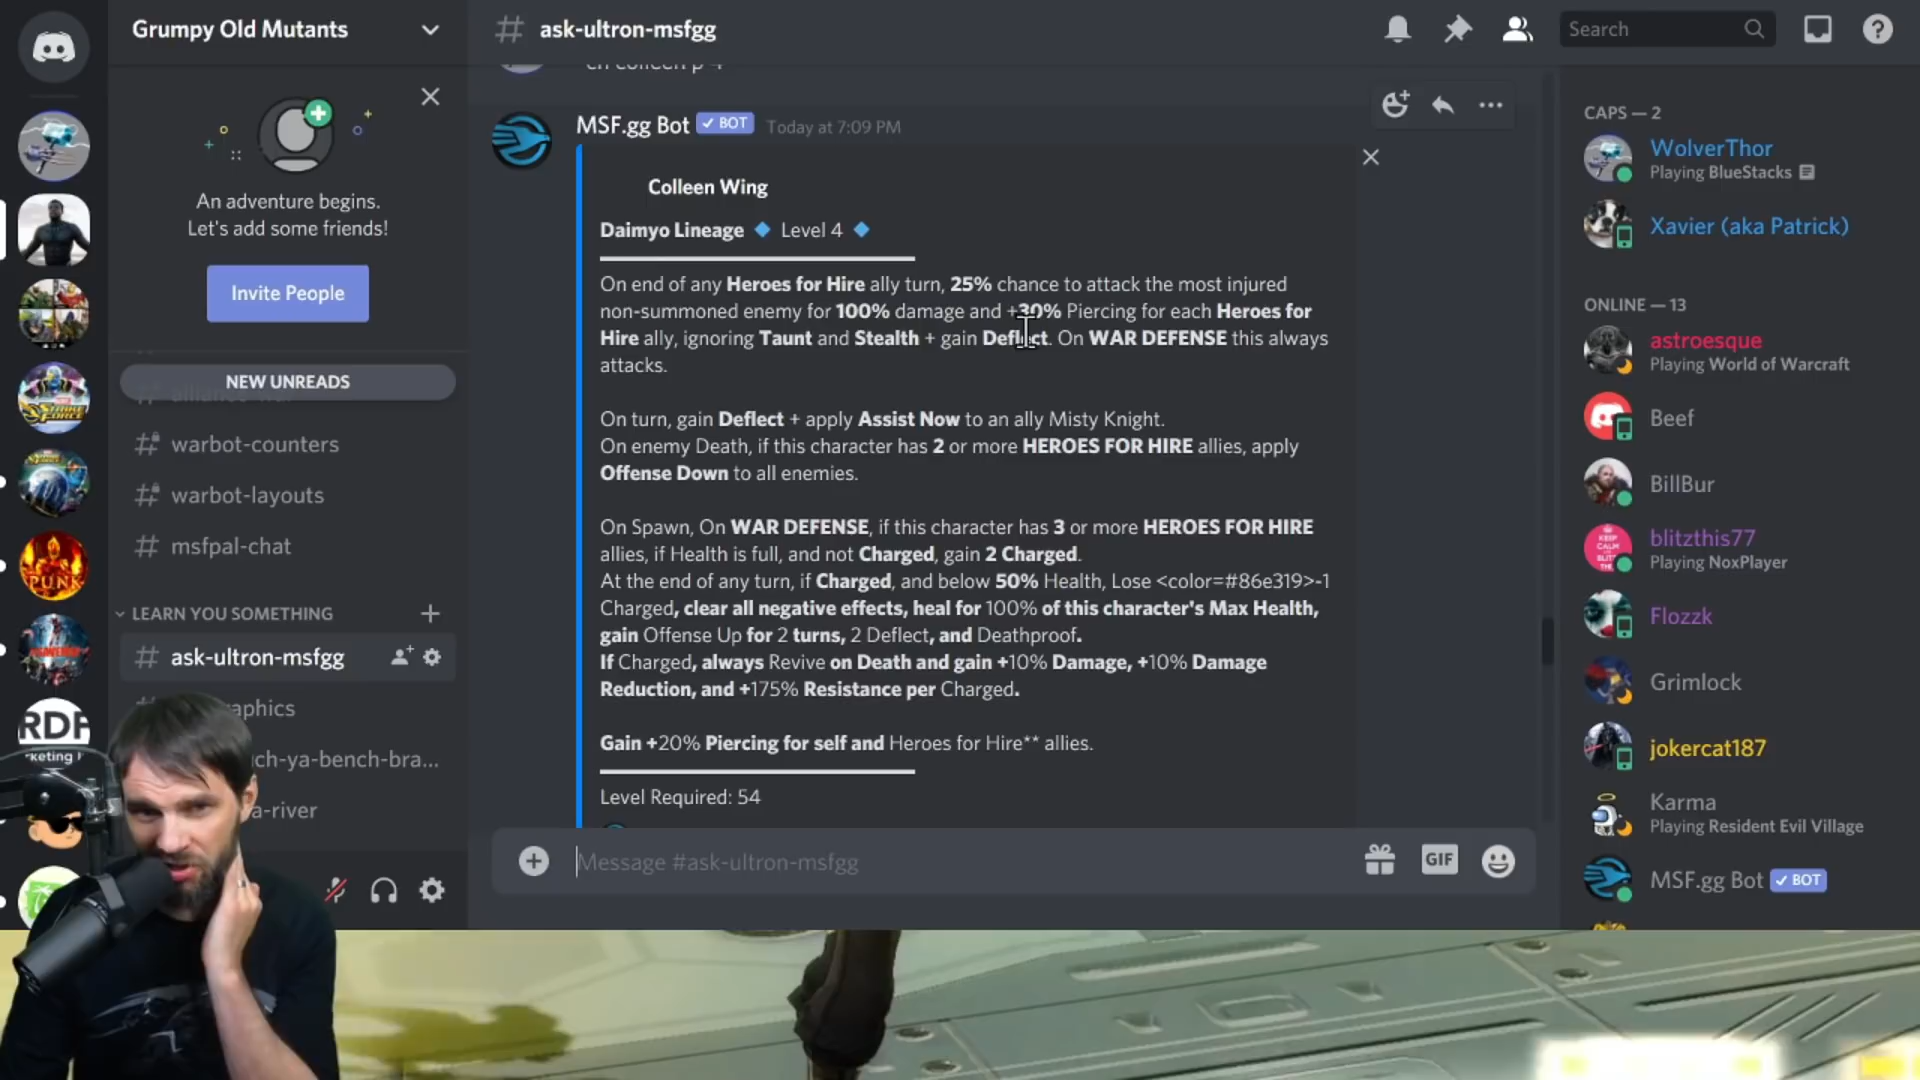 Grumpy Old Mutants
# ask-ultron-msfgg
Search
An adventure begins.
Let's add some friends!
Invite People
NEW UNREADS
# warbot-counters
# warbot-layouts
# msfpal-chat
LEARN YOU SOMETHING
# ask-ultron-msfgg
aphics
ch-ya-bench-bra...
a-river
PUNK
RDP
keting
en colleen p 4
MSF.gg Bot ✓ BOT Today at 7:09 PM
Colleen Wing
Daimyo Lineage 🔹 Level 4 🔹
On end of any Heroes for Hire ally turn, 25% chance to attack the most injured
non-summoned enemy for 100% damage and +30% Piercing for each Heroes for
Hire ally, ignoring Taunt and Stealth + gain Deflect. On WAR DEFENSE this always
attacks.
On turn, gain Deflect + apply Assist Now to an ally Misty Knight.
On enemy Death, if this character has 2 or more HEROES FOR HIRE allies, apply
Offense Down to all enemies.
On Spawn, On WAR DEFENSE, if this character has 3 or more HEROES FOR HIRE
allies, if Health is full, and not Charged, gain 2 Charged.
At the end of any turn, if Charged, and below 50% Health, Lose <color=#86e319>-1
Charged, clear all negative effects, heal for 100% of this character's Max Health,
gain Offense Up for 2 turns, 2 Deflect, and Deathproof.
If Charged, always Revive on Death and gain +10% Damage, +10% Damage
Reduction, and +175% Resistance per Charged.
Gain +20% Piercing for self and Heroes for Hire** allies.
Level Required: 54
Message #ask-ultron-msfgg
GIF
CAPS — 2
WolverThor
Playing BlueStacks
Xavier (aka Patrick)
ONLINE — 13
astroesque
Playing World of Warcraft
Beef
BillBur
blitzthis77
Playing NoxPlayer
Flozzk
Grimlock
jokercat187
Karma
Playing Resident Evil Village
MSF.gg Bot ✓ BOT